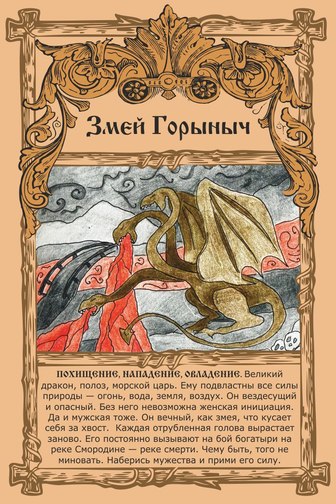 Змей Горыныч
ПОХИЩЕНИЕ, НАПАДЕНИЕ, ОВЛАДЕНИЕ. Великий
дракон, полоз, морской царь. Ему подвластны все силы
природы — огонь, вода, земля, воздух. Он вездесущий
и опасный. Без него невозможна женская инициация.
Да и мужская тоже. Он вечный, как змея, что кусает
себя за хвост. Каждая отрубленная голова вырастает
заново. Его постоянно вызывают на бой богатыри на
реке Смородине — реке смерти. Чему быть, того не
миновать. Наберись мужества и прими его силу.